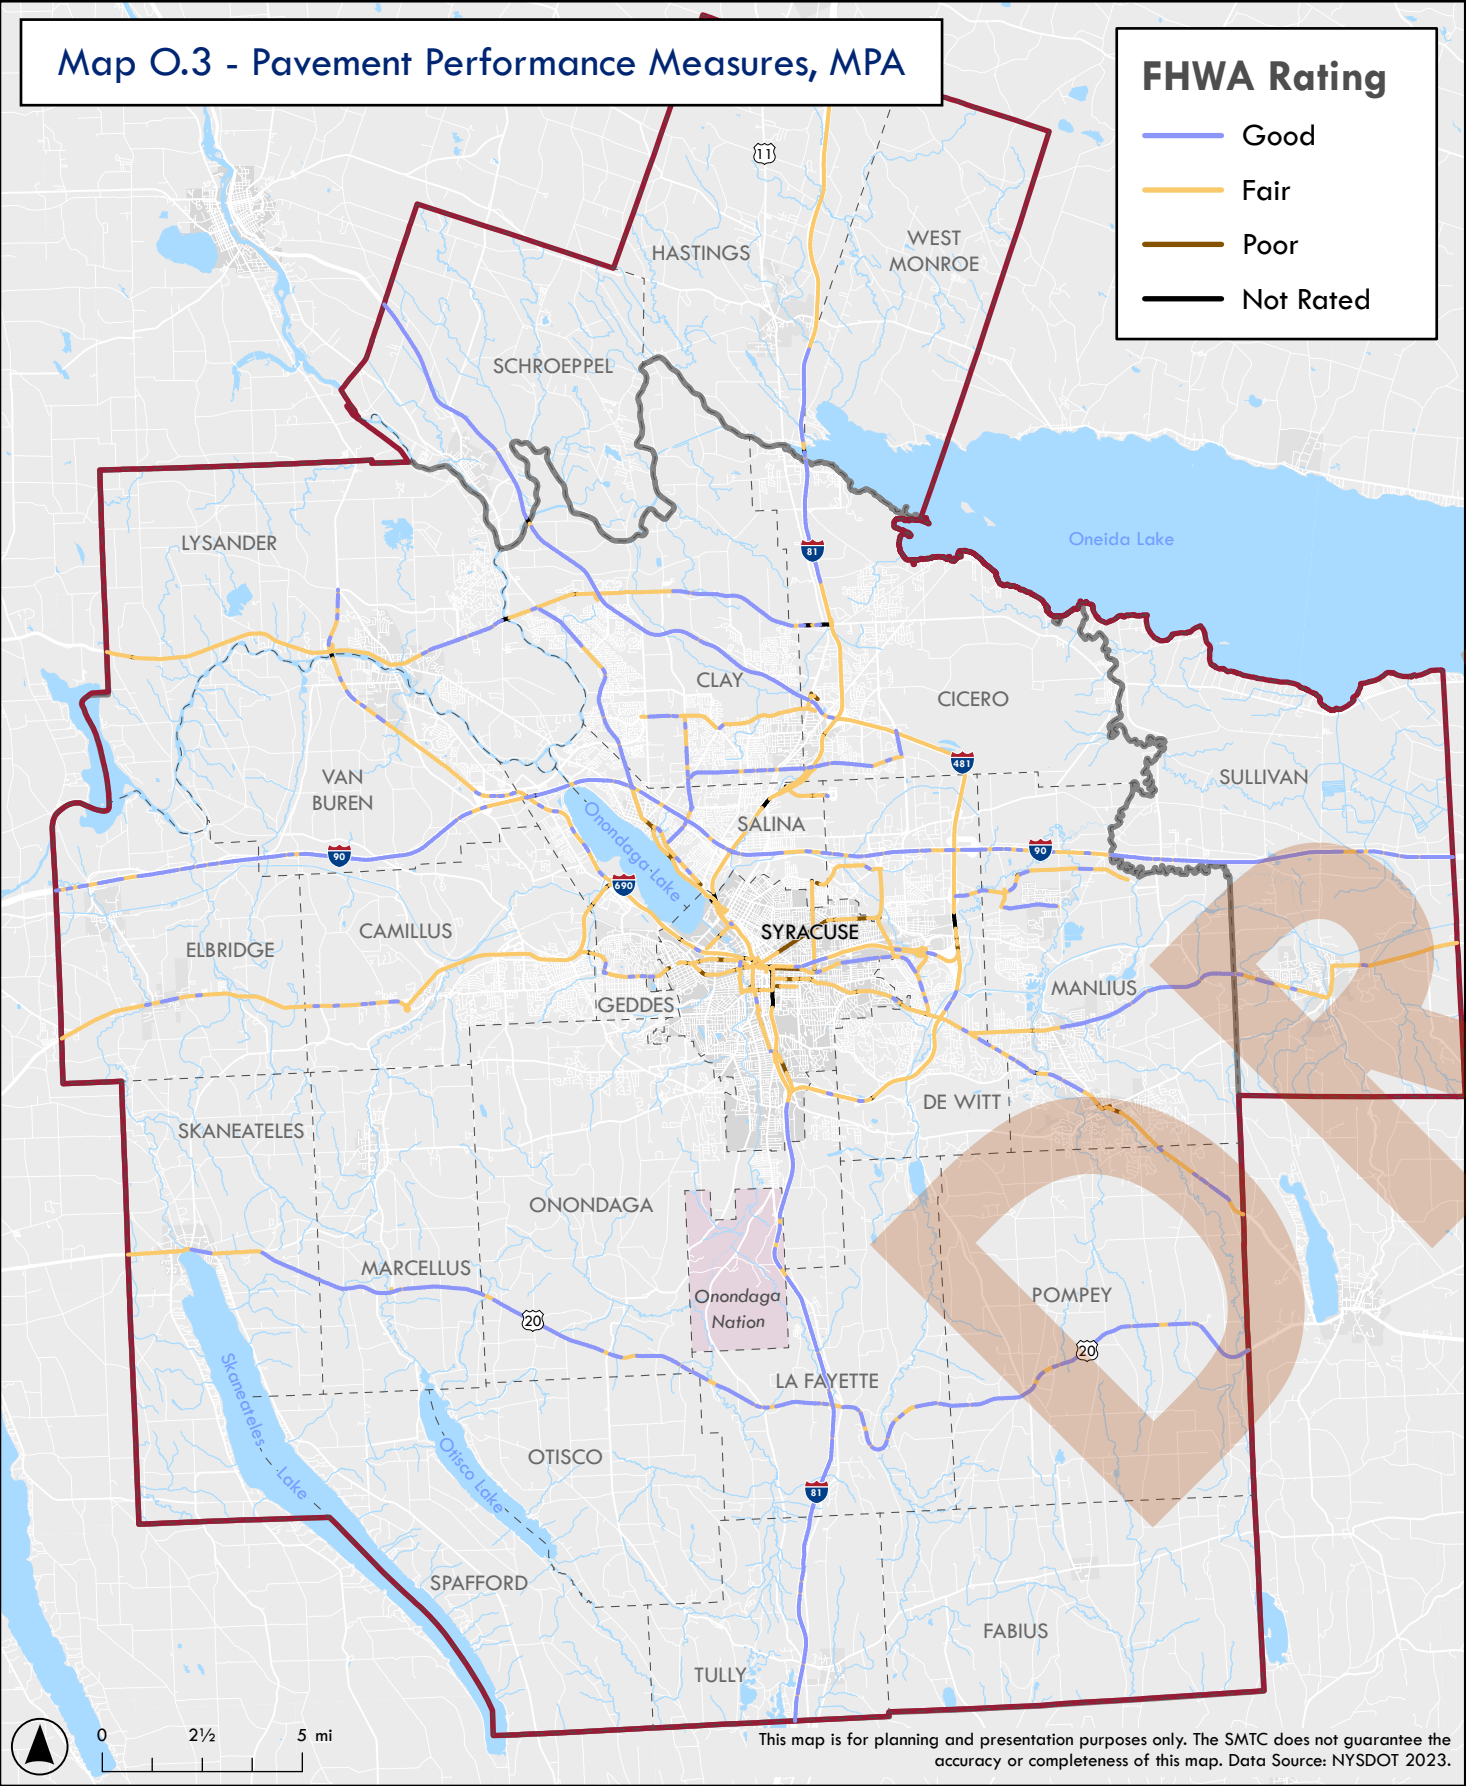 Map O.3 - Pavement Performance Measures, MPA
FHWA Rating
Good
Fair
Poor
Not Rated
11
HASTINGS
WEST
MONROE
SCHROEPPEL
LYSANDER
81
Oneida Lake
CLAY
CICERO
481
SULLIVAN
VAN
BUREN
Onondaga Lake
SALINA
90
90
690
SYRACUSE
CAMILLUS
ELBRIDGE
GEDDES
MANLIUS
DE WITT
SKANEATELES
ONONDAGA
MARCELLUS
Onondaga
Nation
POMPEY
20
20
Skaneateles
Lake
LA FAYETTE
Otisco Lake
OTISCO
81
SPAFFORD
FABIUS
TULLY
0 2½ 5 mi
This map is for planning and presentation purposes only. The SMTC does not guarantee the
accuracy or completeness of this map. Data Source: NYSDOT 2023.
D
R